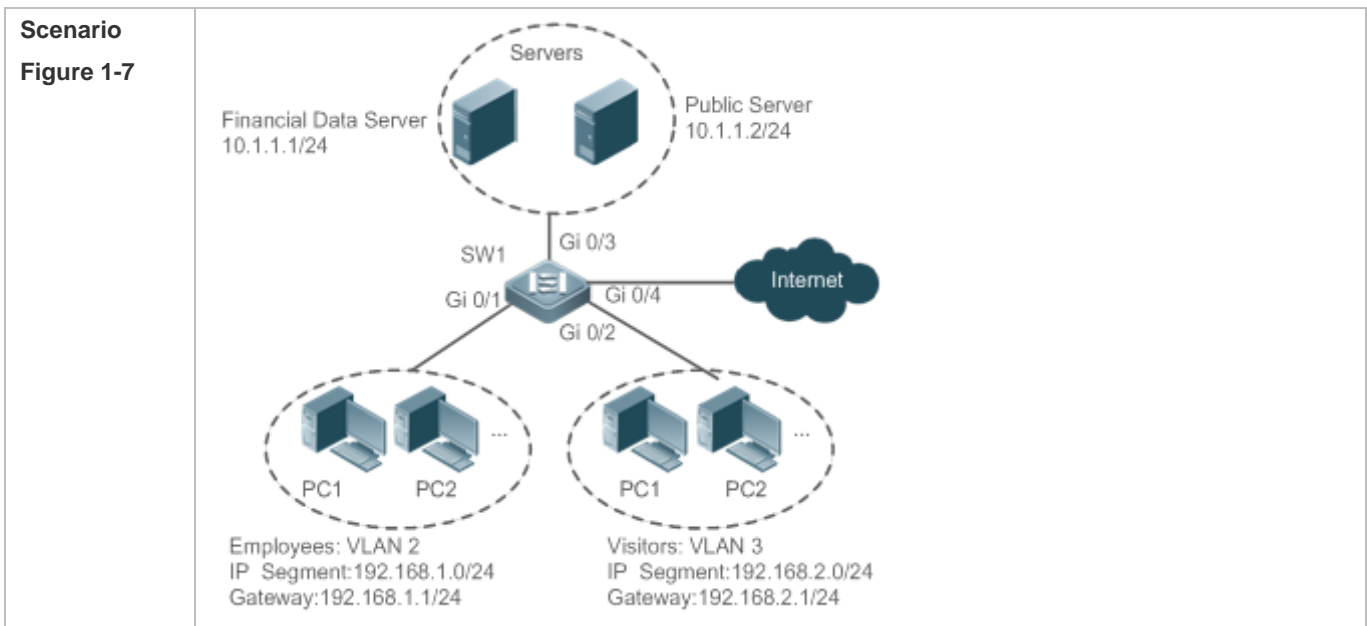 Scenario
Figure 1-7
Servers
Financial Data Server
10.1.1.1/24
Public Server
10.1.1.2/24
SW1
Gi 0/3
Internet
Gi 0/1
Gi 0/4
Gi 0/2
...
PC1
PC2
...
PC1
PC2
Employees: VLAN 2
IP Segment:192.168.1.0/24
Gateway:192.168.1.1/24
Visitors: VLAN 3
IP Segment:192.168.2.0/24
Gateway:192.168.2.1/24